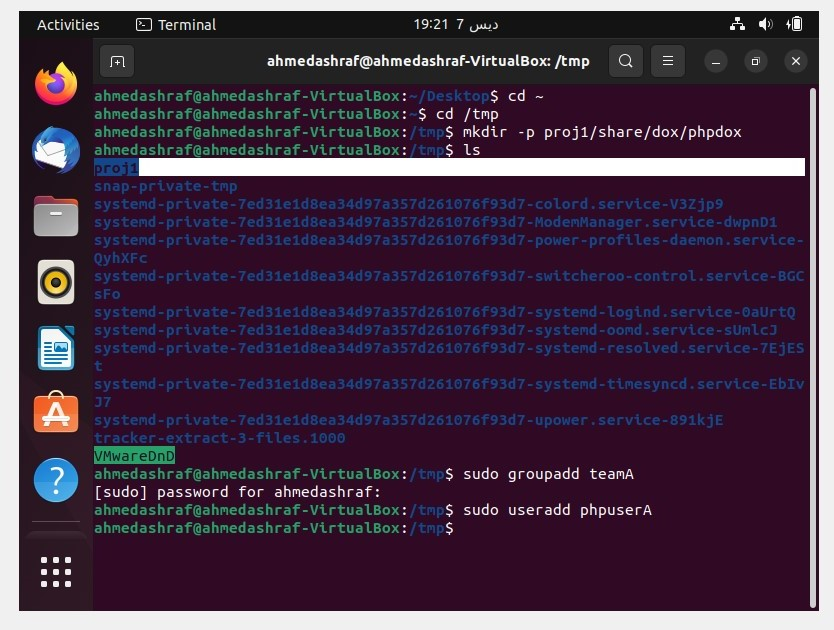 Activities Terminal 19:21 7 ديس
ahmedashraf@ahmedashraf-VirtualBox: /tmp
ahmedashraf@ahmedashraf-VirtualBox:~/Desktop$ cd ~
ahmedashraf@ahmedashraf-VirtualBox:~$ cd /tmp
ahmedashraf@ahmedashraf-VirtualBox:/tmp$ mkdir -p proj1/share/dox/phpdox
ahmedashraf@ahmedashraf-VirtualBox:/tmp$ ls
proj1
snap-private-tmp
systemd-private-7ed31e1d8ea34d97a357d261076f93d7-colord.service-V3Zjp9
systemd-private-7ed31e1d8ea34d97a357d261076f93d7-ModemManager.service-dwpnD1
systemd-private-7ed31e1d8ea34d97a357d261076f93d7-power-profiles-daemon.service-
QyhXFc
systemd-private-7ed31e1d8ea34d97a357d261076f93d7-switcheroo-control.service-BGC
sFo
systemd-private-7ed31e1d8ea34d97a357d261076f93d7-systemd-logind.service-0aUrtQ
systemd-private-7ed31e1d8ea34d97a357d261076f93d7-systemd-oomd.service-sUmlcJ
systemd-private-7ed31e1d8ea34d97a357d261076f93d7-systemd-resolved.service-7EjES
t
systemd-private-7ed31e1d8ea34d97a357d261076f93d7-systemd-timesyncd.service-EbIv
J7
systemd-private-7ed31e1d8ea34d97a357d261076f93d7-upower.service-891kjE
tracker-extract-3-files.1000
VMwareDnD
ahmedashraf@ahmedashraf-VirtualBox:/tmp$ sudo groupadd teamA
[sudo] password for ahmedashraf:
ahmedashraf@ahmedashraf-VirtualBox:/tmp$ sudo useradd phpuserA
ahmedashraf@ahmedashraf-VirtualBox:/tmp$